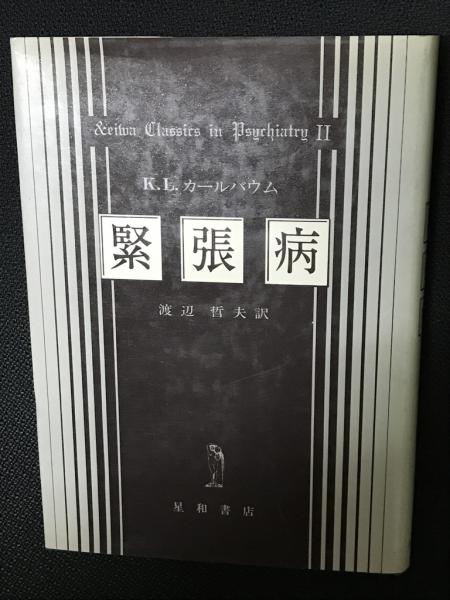 Seiwa Classics in Psychiatry II
K.L.カールバウム
緊張病
渡辺 哲夫訳
星和書店